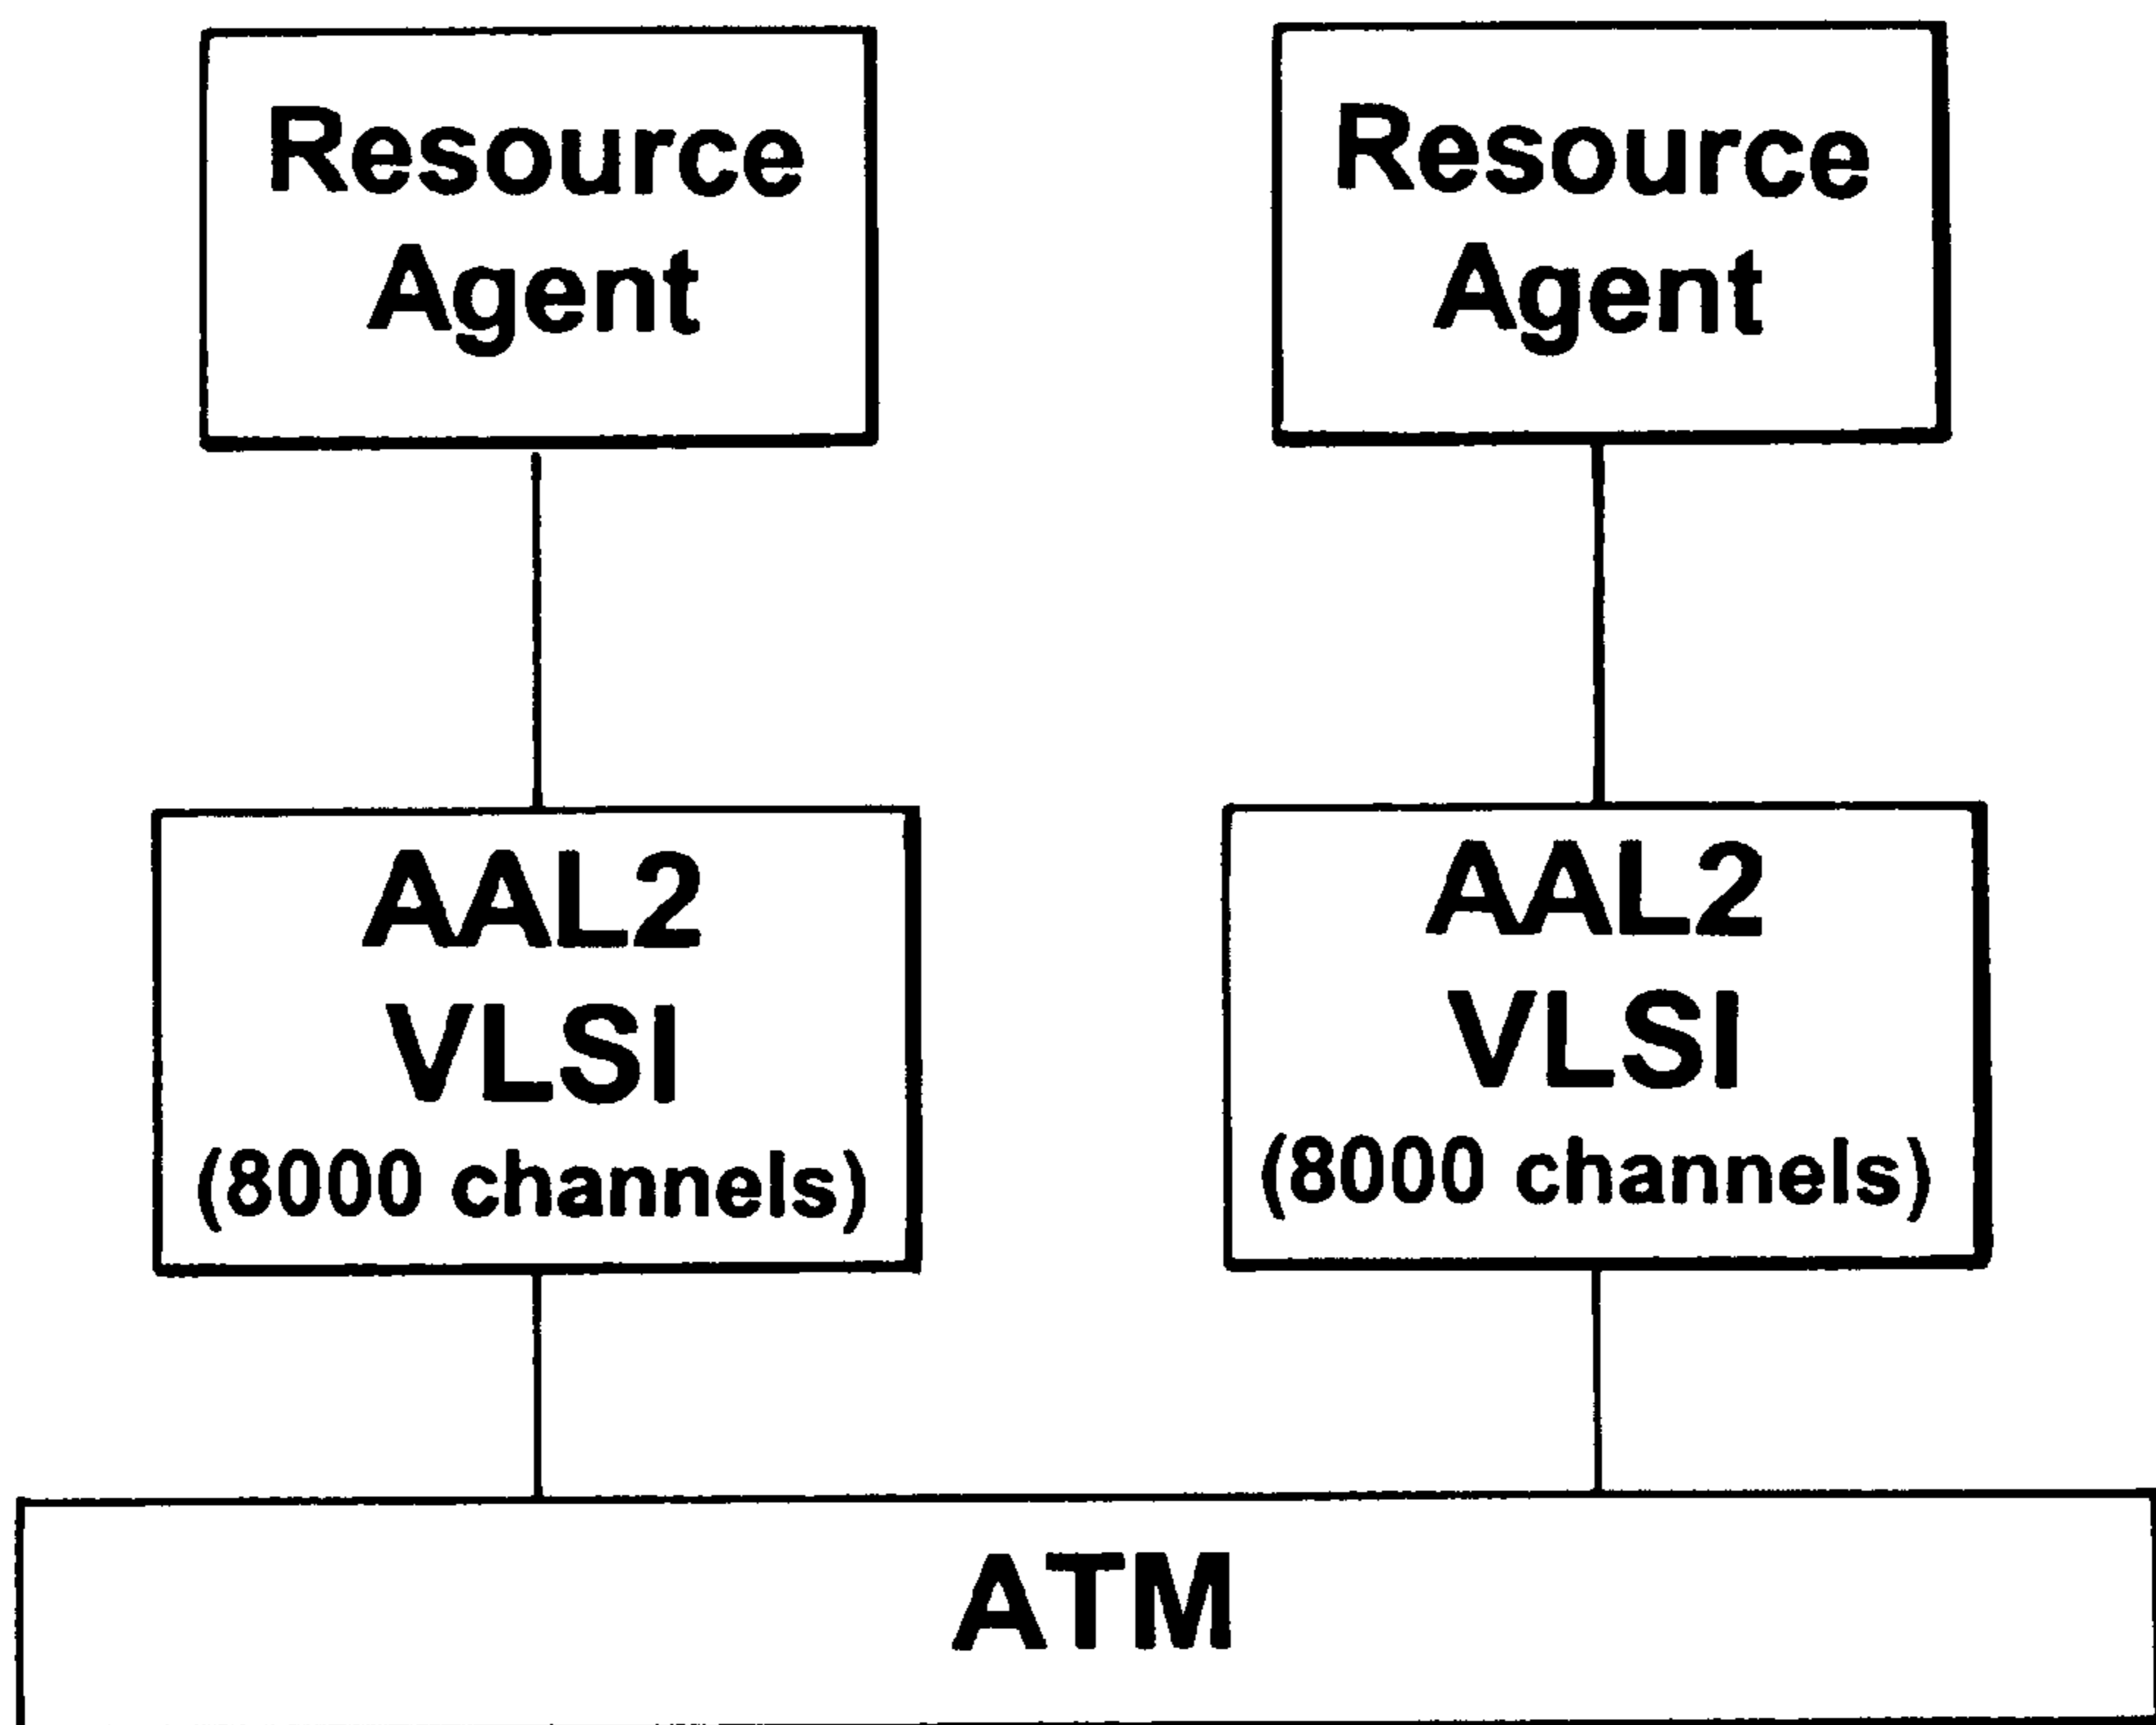 Resource
Agent
Resource
Agent
AAL2
VLSI
(8000 channels)
AAL2
VLSI
(8000 channels)
ATM